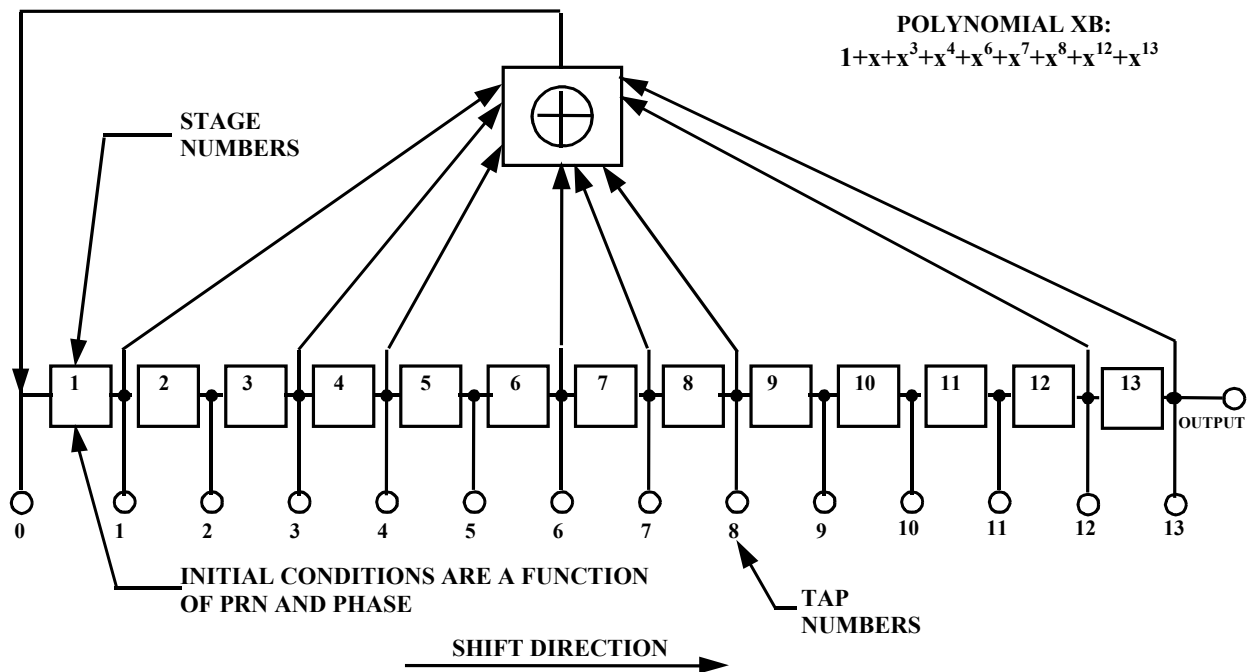 POLYNOMIAL XB:
1+x+x³+x⁴+x⁶+x⁷+x⁸+x¹²+x¹³
STAGE
NUMBERS
1 2 3 4 5 6 7 8 9 10 11 12 13
OUTPUT
0 1 2 3 4 5 6 7 8 9 10 11 12 13
INITIAL CONDITIONS ARE A FUNCTION
OF PRN AND PHASE
TAP
NUMBERS
SHIFT DIRECTION